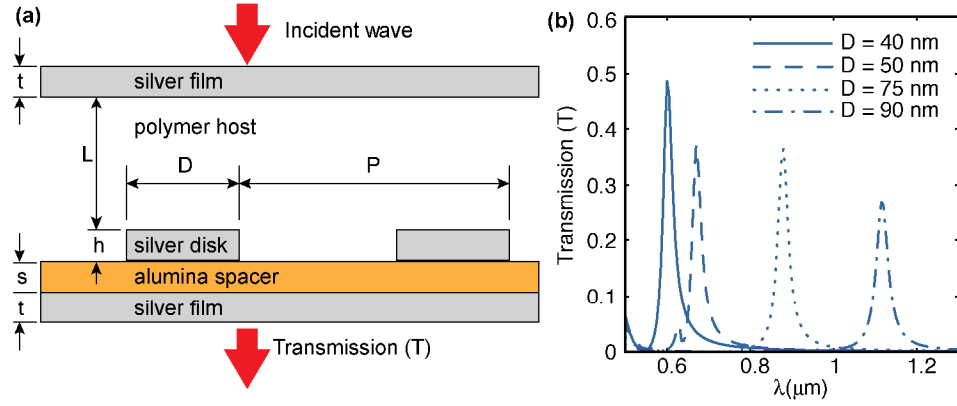 (a)
Incident wave
t
silver film
polymer host
L
D
P
h
silver disk
s
alumina spacer
t
silver film
Transmission (T)
(b)
0.6
0.5
0.4
0.3
0.2
0.1
0
Transmission (T)
D = 40 nm
D = 50 nm
D = 75 nm
D = 90 nm
0.6 0.8 1 1.2
λ(μm)